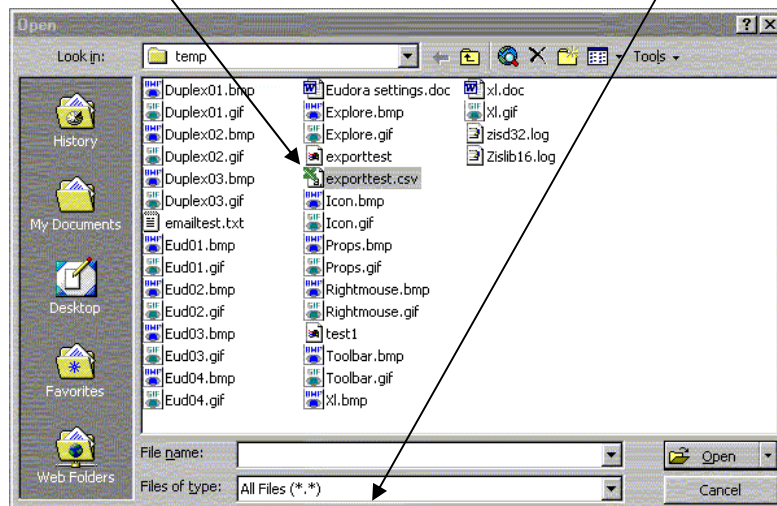 Open
Look in: temp Tools
History
My Documents
Desktop
Favorites
Web Folders
Duplex01.bmp
Duplex01.gif
Duplex02.bmp
Duplex02.gif
Duplex03.bmp
Duplex03.gif
emailtest.txt
Eud01.bmp
Eud01.gif
Eud02.bmp
Eud02.gif
Eud03.bmp
Eud03.gif
Eud04.bmp
Eud04.gif
Eudora settings.doc
Explore.bmp
Explore.gif
exporttest
exporttest.csv
Icon.bmp
Icon.gif
Props.bmp
Props.gif
Rightmouse.bmp
Rightmouse.gif
test1
Toolbar.bmp
Toolbar.gif
Xl.bmp
xl.doc
Xl.gif
zisd32.log
Zislib16.log
File name: Open
Files of type: All Files (*.*) Cancel